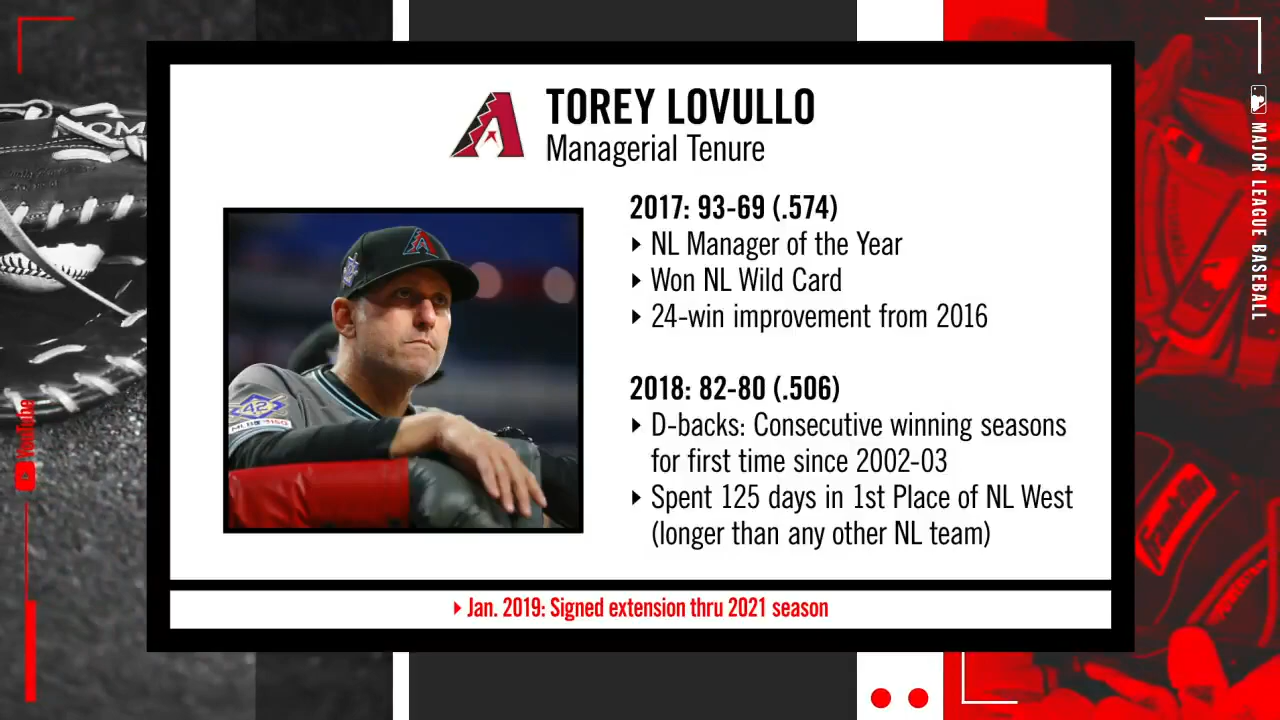 TOREY LOVULLO
Managerial Tenure
2017: 93-69 (.574)
NL Manager of the Year
Won NL Wild Card
24-win improvement from 2016
2018: 82-80 (.506)
D-backs: Consecutive winning seasons
for first time since 2002-03
Spent 125 days in 1st Place of NL West
(longer than any other NL team)
Jan. 2019: Signed extension thru 2021 season
42
MLB
YouTube
MAJOR LEAGUE BASEBALL